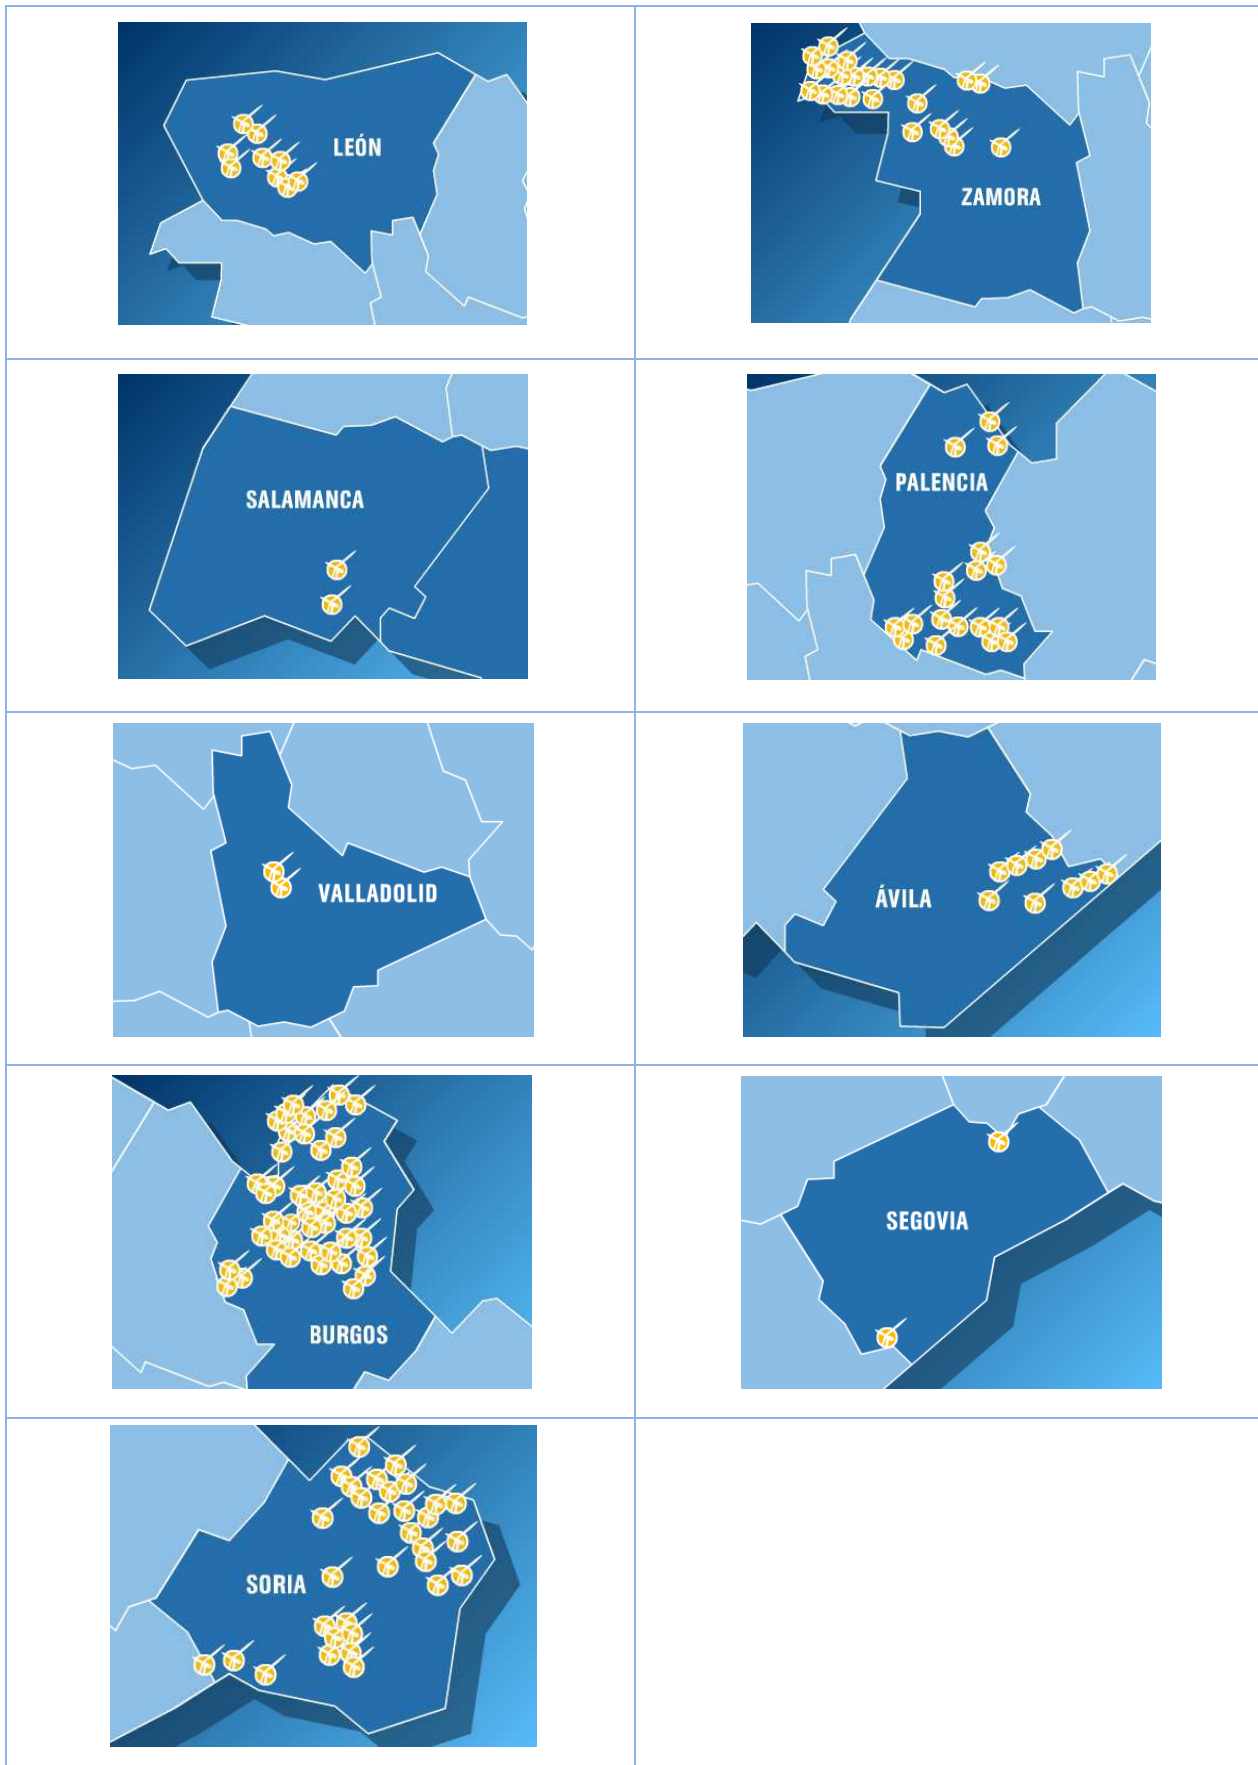 LEÓN
ZAMORA
SALAMANCA
PALENCIA
VALLADOLID
ÁVILA
BURGOS
SEGOVIA
SORIA